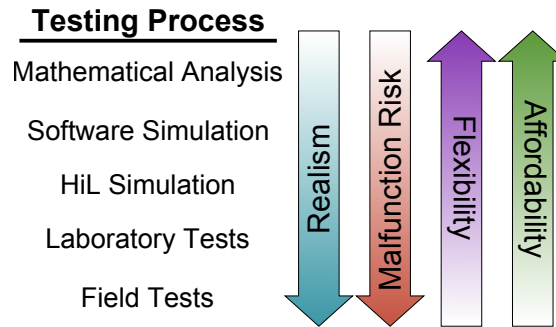 Testing Process
Mathematical Analysis
Software Simulation
HiL Simulation
Laboratory Tests
Field Tests
Realism
Malfunction Risk
Flexibility
Affordability